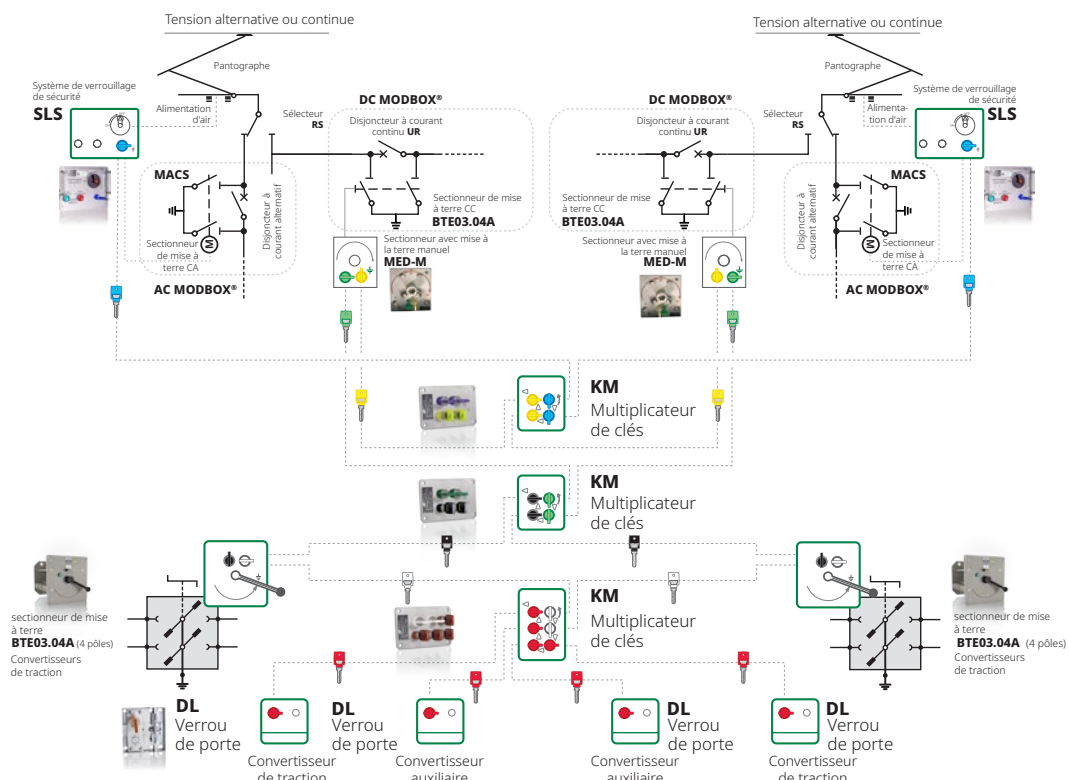 Tension alternative ou continue
Tension alternative ou continue
Pantographe
Pantographe
Système de verrouillage
de sécurité
SLS
Alimentation
d'air
Sélecteur
RS
DC MODBOX®
Disjoncteur à courant
continu UR
DC MODBOX®
Disjoncteur à courant
continu UR
Sélecteur
RS
Alimenta-
tion d'air
Système de verrouillage
de sécurité
SLS
MACS
Disjoncteur à
courant alternatif
Sectionneur
de mise à
terre CA
M
AC MODBOX®
Sectionneur de mise
à terre CC
BTE03.04A
Sectionneur avec mise à
la terre manuel
MED-M
Sectionneur de mise
à terre CC
BTE03.04A
Sectionneur avec mise à
la terre manuel
MED-M
Disjoncteur à
courant alternatif
MACS
M
Sectionneur
de mise à
terre CA
AC MODBOX®
KM
Multiplicateur
de clés
KM
Multiplicateur
de clés
KM
Multiplicateur
de clés
sectionneur de mise
à terre
BTE03.04A (4 pôles)
Convertisseurs
de traction
sectionneur de mise
à terre
BTE03.04A (4 pôles)
Convertisseurs
de traction
DL
Verrou
de porte
Convertisseur
de traction
DL
Verrou
de porte
Convertisseur
auxiliaire
DL
Verrou
de porte
Convertisseur
auxiliaire
DL
Verrou
de porte
Convertisseur
de traction